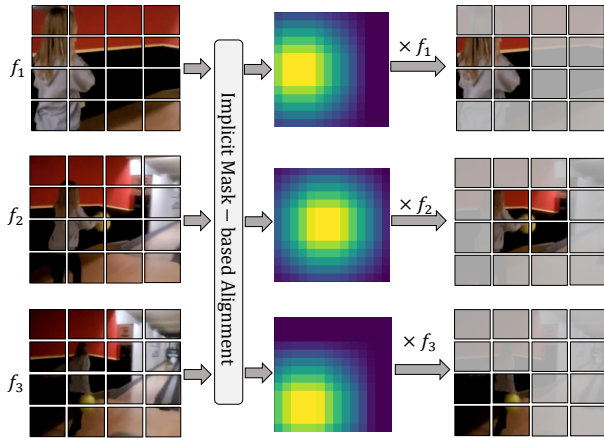 f₁
× f₁
Implicit Mask – based Alignment
f₂
× f₂
f₃
× f₃